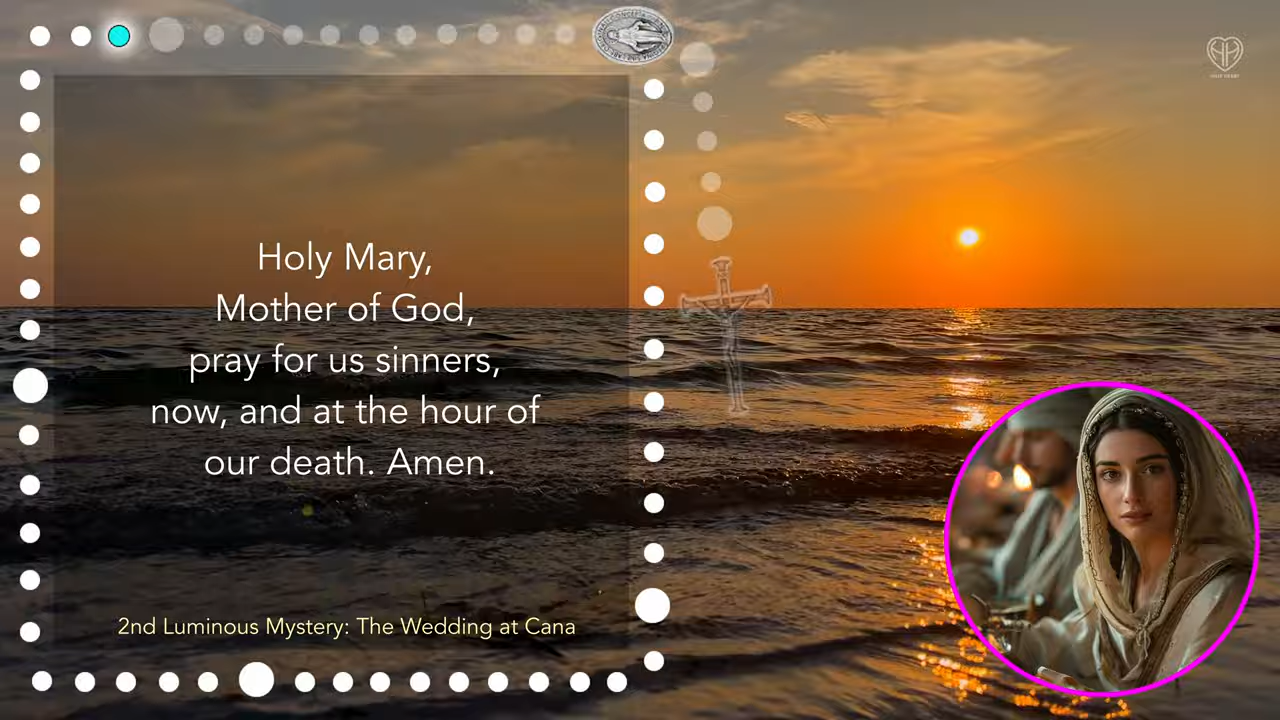 Holy Mary,
Mother of God,
pray for us sinners,
now, and at the hour of
our death. Amen.
2nd Luminous Mystery: The Wedding at Cana